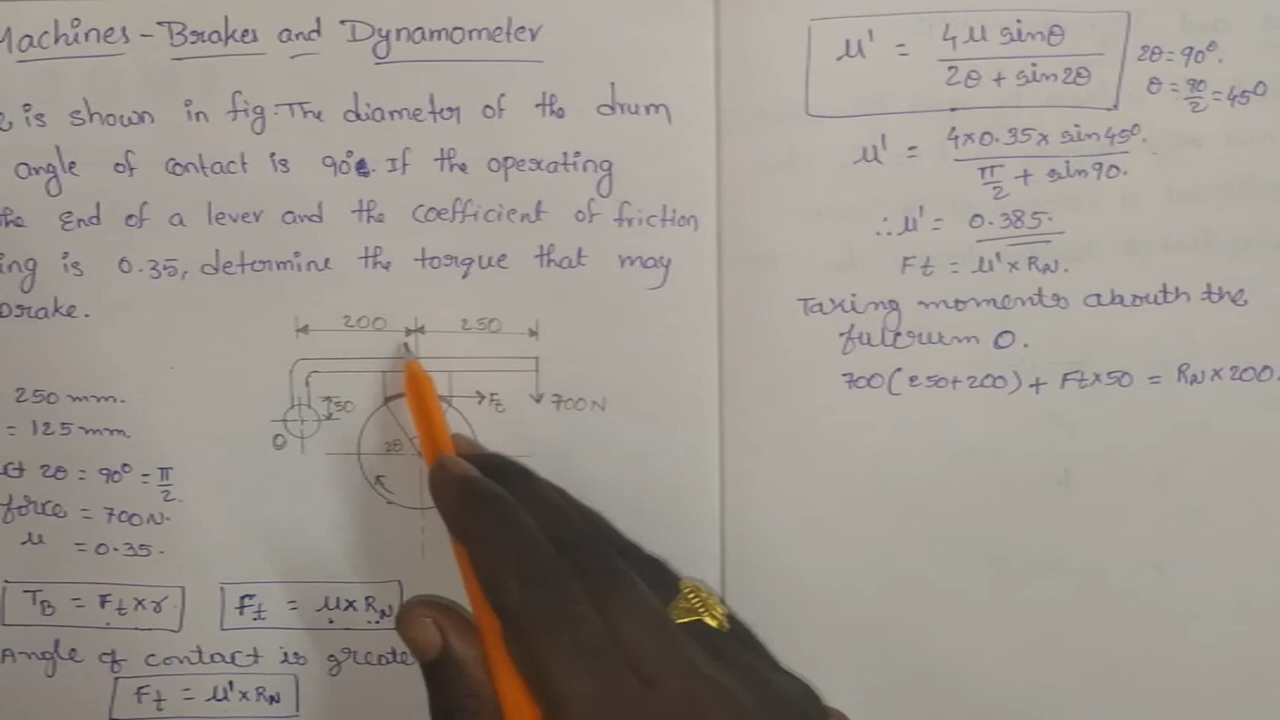 Machines - Brakes and Dynamometer
is shown in fig. The diameter of the drum
angle of contact is 90°. If the operating
the End of a lever and the coefficient of friction
ing is 0.35, determine the torque that may
brake.
200 250
50
Ft
700N
O
2θ
250 mm.
= 125 mm.
2θ = 90° = π/2.
force = 700N.
μ = 0.35.
TB = Ft × r
Ft = μ × RN
Angle of contact is greate
Ft = μ' × RN
μ' = 4μ sinθ / 2θ + sin2θ
2θ = 90°.
θ = 90/2 = 45°
μ' = 4×0.35× sin45°. / π/2 + sin90.
∴ μ' = 0.385.
Ft = μ' × RN.
Taking moments abouth the
fulcrum O.
700(250+200) + Ft×50 = RN×200.